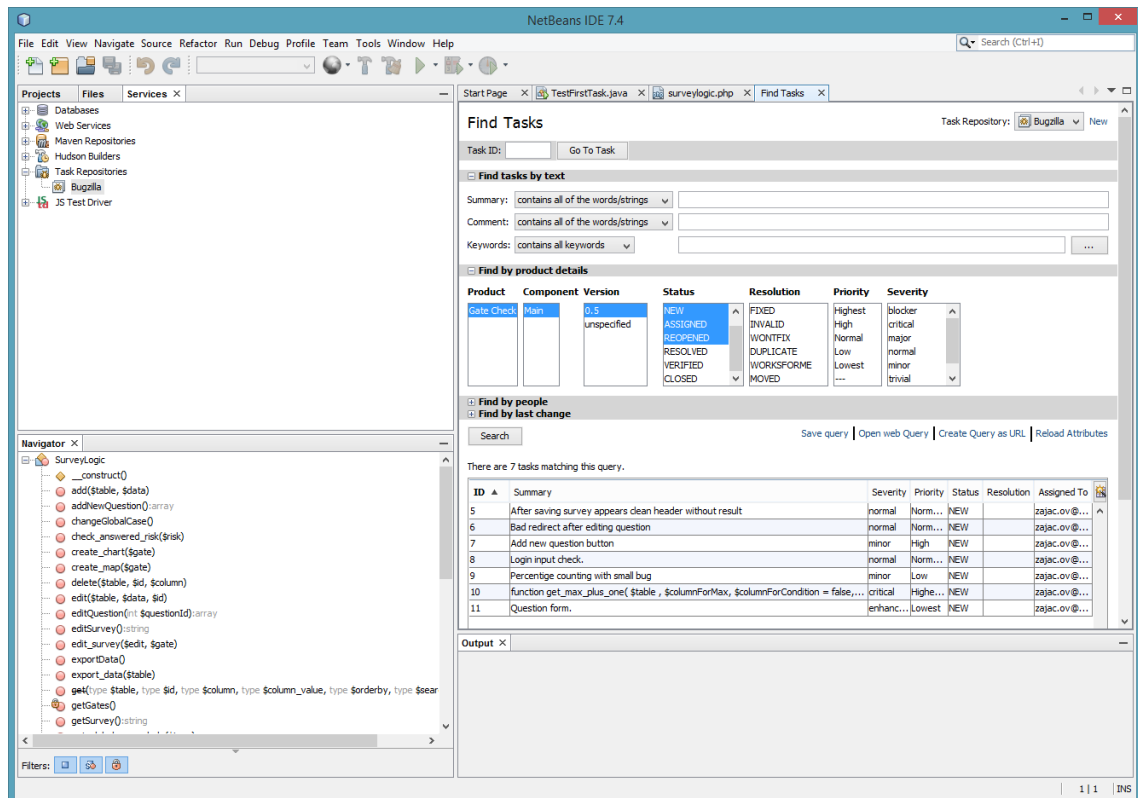 NetBeans IDE 7.4
File Edit View Navigate Source Refactor Run Debug Profile Team Tools Window Help
Search (Ctrl+I)
Projects Files Services
Databases
Web Services
Maven Repositories
Hudson Builders
Task Repositories
Bugzilla
JS Test Driver
Navigator
SurveyLogic
__construct()
add($table, $data)
addNewQuestion():array
changeGlobalCase()
check_answered_risk($risk)
create_chart($gate)
create_map($gate)
delete($table, $id, $column)
edit($table, $data, $id)
editQuestion(int $questionId):array
editSurvey():string
edit_survey($edit, $gate)
exportData()
export_data($table)
get(type $table, type $id, type $column, type $column_value, type $orderby, type $sear
getGates()
getSurvey():string
Filters:
Start Page TestFirstTask.java surveylogic.php Find Tasks
Find Tasks
Task Repository: Bugzilla New
Task ID: Go To Task
Find tasks by text
Summary: contains all of the words/strings
Comment: contains all of the words/strings
Keywords: contains all keywords ...
Find by product details
Product Component Version Status Resolution Priority Severity
Gate Check Main 0.5 NEW FIXED Highest blocker
unspecified ASSIGNED INVALID High critical
REOPENED WONTFIX Normal major
RESOLVED DUPLICATE Low normal
VERIFIED WORKSFORME Lowest minor
CLOSED MOVED --- trivial
Find by people
Find by last change
Search Save query Open web Query Create Query as URL Reload Attributes
There are 7 tasks matching this query.
ID Summary Severity Priority Status Resolution Assigned To
5 After saving survey appears clean header without result normal Norm... NEW zajac.ov@...
6 Bad redirect after editing question normal Norm... NEW zajac.ov@...
7 Add new question button minor High NEW zajac.ov@...
8 Login input check. normal Norm... NEW zajac.ov@...
9 Percentige counting with small bug minor Low NEW zajac.ov@...
10 function get_max_plus_one( $table , $columnForMax, $columnForCondition = false,... critical Highe... NEW zajac.ov@...
11 Question form. enhanc... Lowest NEW zajac.ov@...
Output
1 | 1 INS